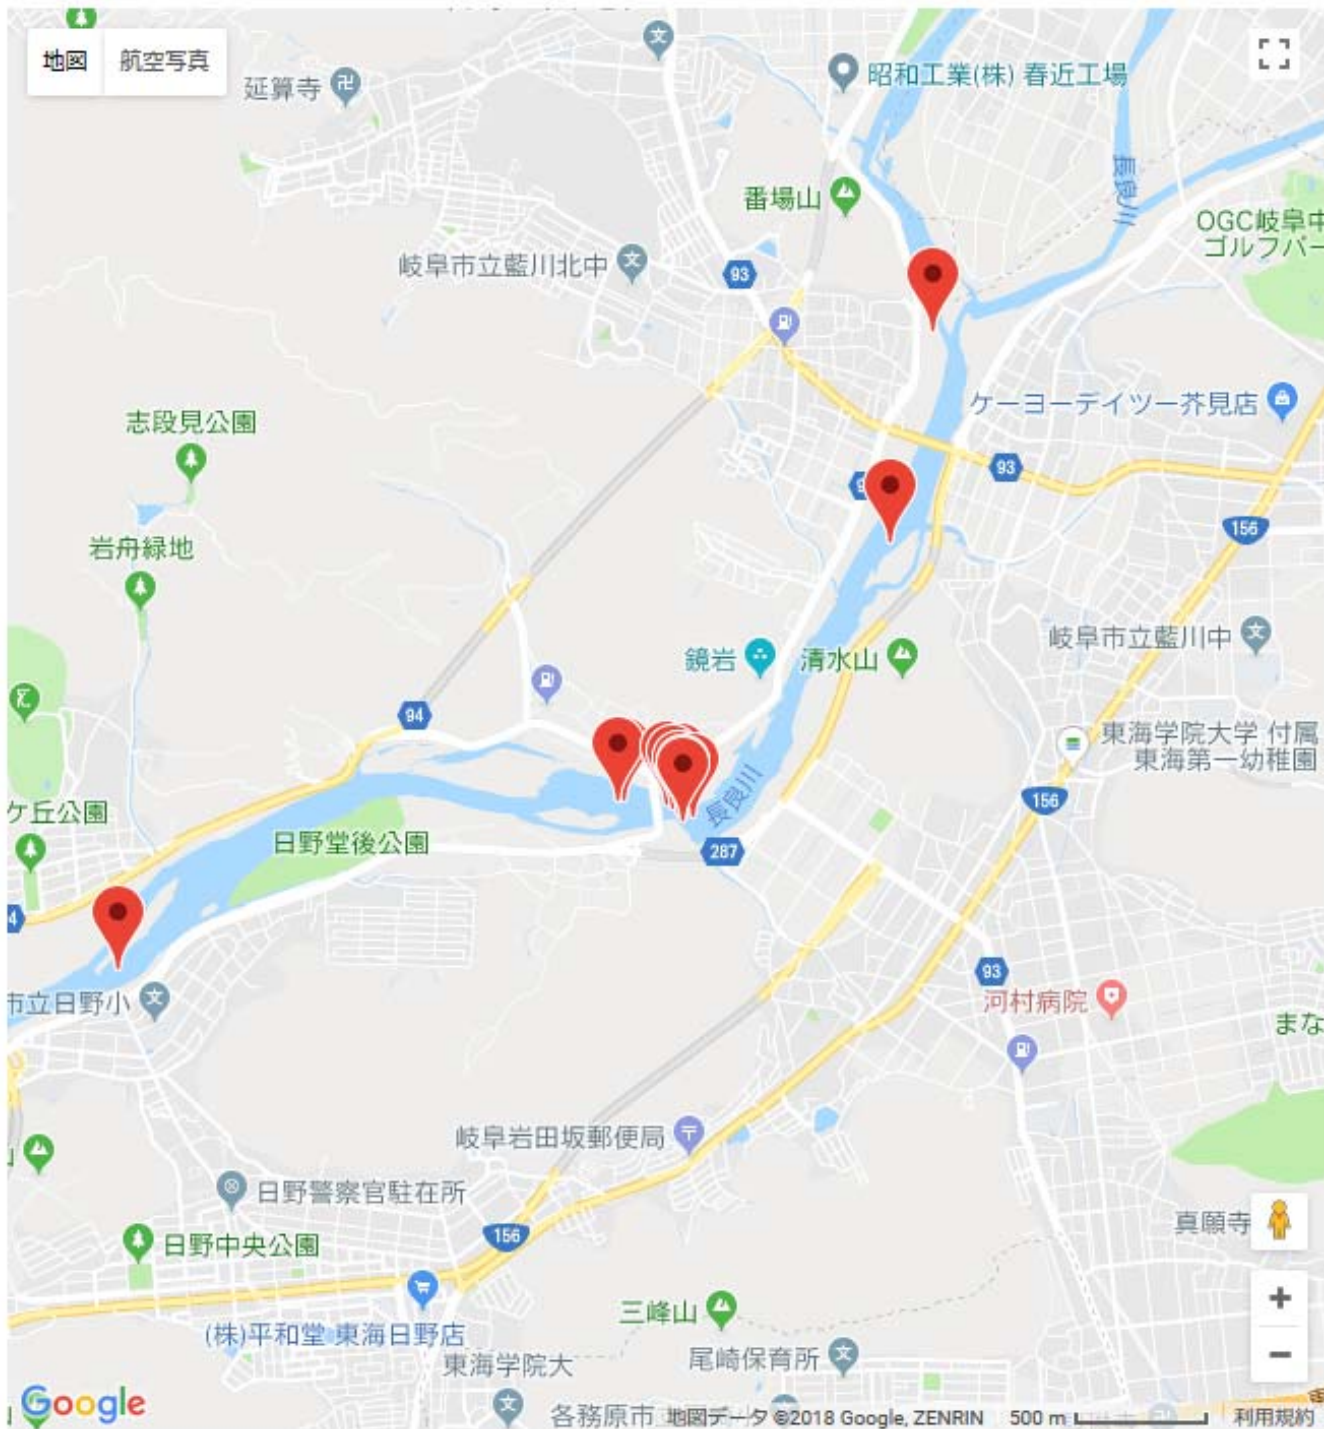 地図 航空写真
延算寺
昭和工業(株) 春近工場
番場山
長良川
OGC岐阜中
ゴルフパー
岐阜市立藍川北中
93
志段見公園
ケーヨーデイツー芥見店
93
岩舟緑地
156
岐阜市立藍川中
鏡岩
清水山
94
東海学院大学 付属
東海第一幼稚園
156
ケ丘公園
長良川
日野堂後公園
287
4
93
市立日野小
河村病院
まな
岐阜岩田坂郵便局
日野警察官駐在所
真願寺
156
日野中央公園
三峰山
(株)平和堂 東海日野店
東海学院大
尾崎保育所
Google
各務原市
地図データ ©2018 Google, ZENRIN 500 m 利用規約